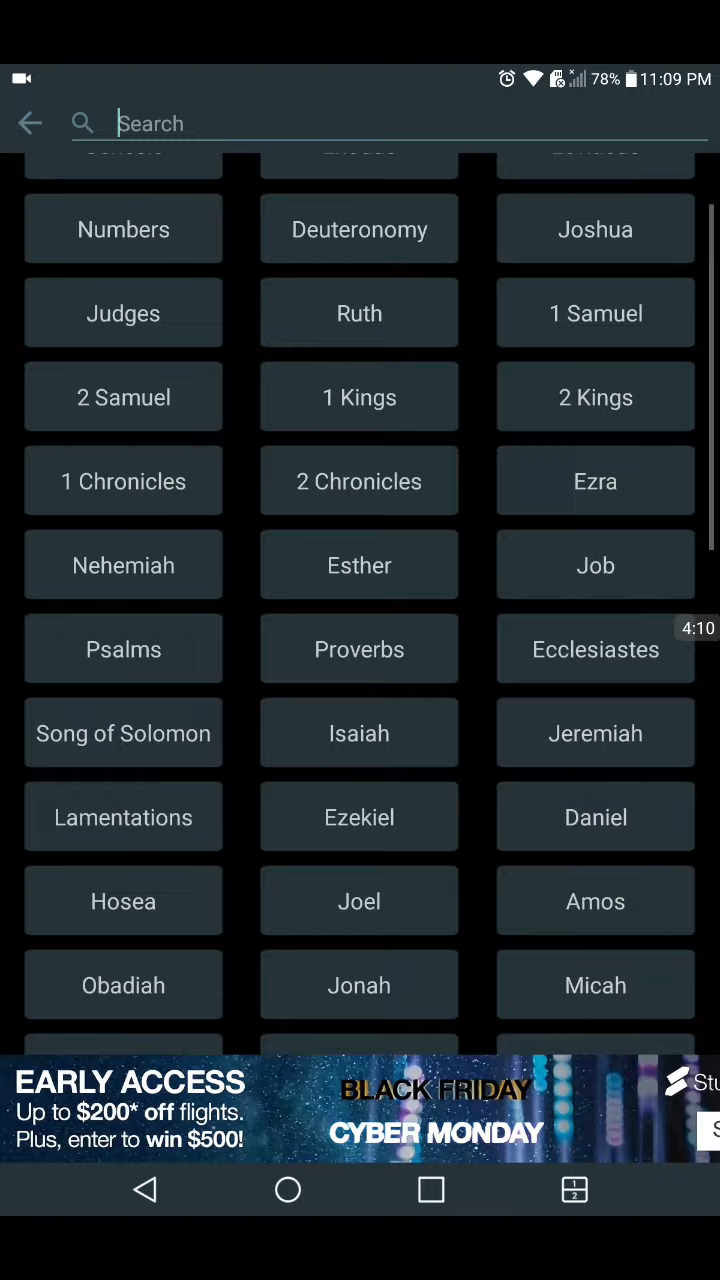 78% 11:09 PM
Search
Numbers Deuteronomy Joshua
Judges Ruth 1 Samuel
2 Samuel 1 Kings 2 Kings
1 Chronicles 2 Chronicles Ezra
Nehemiah Esther Job
4:10
Psalms Proverbs Ecclesiastes
Song of Solomon Isaiah Jeremiah
Lamentations Ezekiel Daniel
Hosea Joel Amos
Obadiah Jonah Micah
EARLY ACCESS
Up to $200* off flights.
Plus, enter to win $500!
BLACK FRIDAY
CYBER MONDAY
Stu
S
1
2